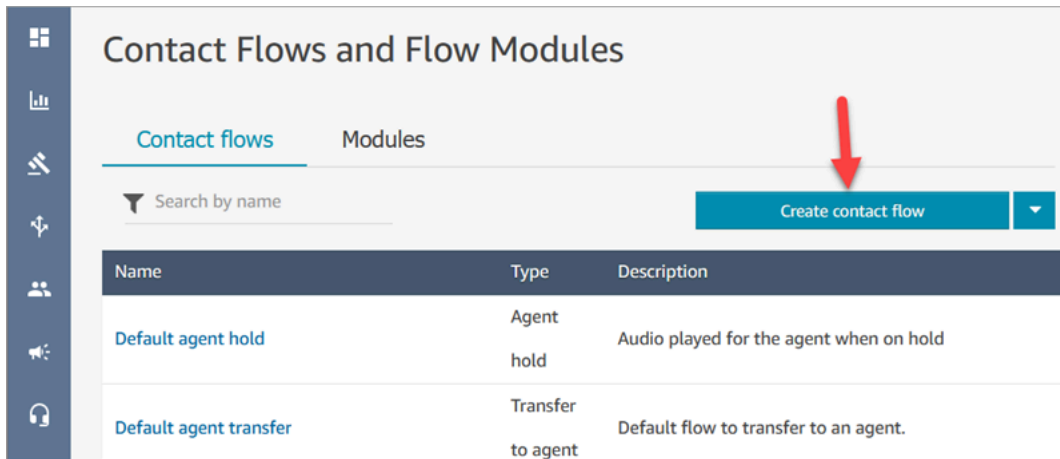 Contact Flows and Flow Modules
Contact flows Modules
Search by name
Create contact flow
Name Type Description
Default agent hold Agent hold Audio played for the agent when on hold
Default agent transfer Transfer to agent Default flow to transfer to an agent.